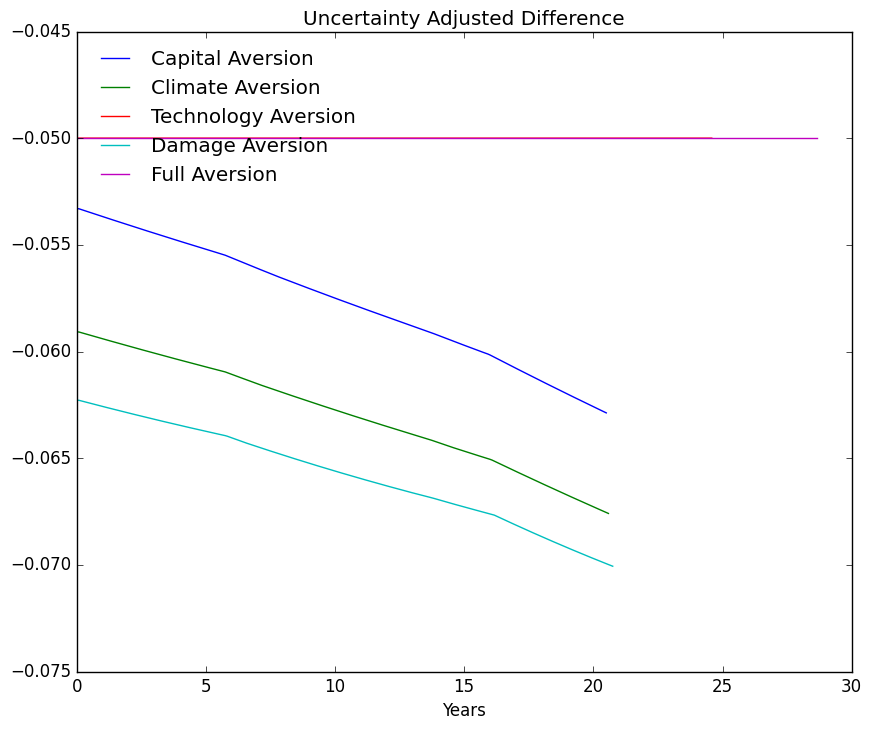 Uncertainty Adjusted Difference
−0.045
Capital Aversion
Climate Aversion
Technology Aversion
−0.050
Damage Aversion
Full Aversion
−0.055
−0.060
−0.065
−0.070
−0.075
0 5 10 15 20 25 30
Years